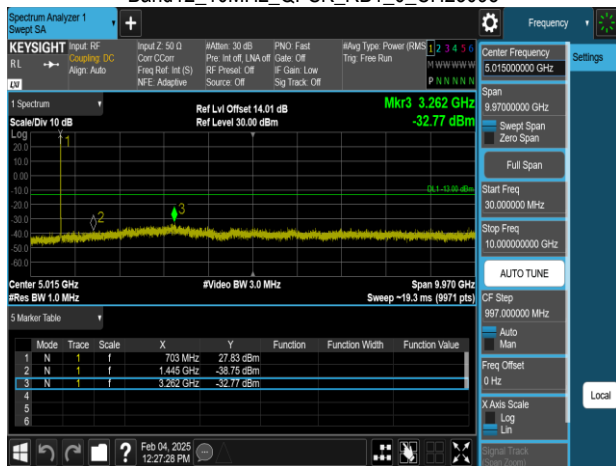 Spectrum Analyzer 1
Swept SA
Frequency
Settings
KEYSIGHT
RL
Input: RF
Coupling: DC
Align: Auto
Input Z: 50 Ω
Corr CCorr
Freq Ref: Int (S)
NFE: Adaptive
#Atten: 30 dB
Pre: Int off, LNA off
RF Preset: Off
Source: Off
PNO: Fast
Gate: Off
IF Gain: Low
Sig Track: Off
#Avg Type: Power (RMS)
Trig: Free Run
1 2 3 4 5 6
M W W W W W
P N N N N N
1 Spectrum
Scale/Div 10 dB
Ref Lvl Offset 14.01 dB
Ref Level 30.00 dBm
Mkr3 3.262 GHz
-32.77 dBm
Log
20.0
10.0
0.00
-10.0
-20.0
-30.0
-40.0
-50.0
-60.0
1
2
3
DL1 -13.00 dBm
Center 5.015 GHz
#Res BW 1.0 MHz
#Video BW 3.0 MHz
Span 9.970 GHz
Sweep ~19.3 ms (9971 pts)
5 Marker Table
Mode Trace Scale X Y Function Function Width Function Value
1 N 1 f 703 MHz 27.83 dBm
2 N 1 f 1.445 GHz -38.75 dBm
3 N 1 f 3.262 GHz -32.77 dBm
4
5
6
Feb 04, 2025
12:27:28 PM
Center Frequency
5.015000000 GHz
Span
9.97000000 GHz
Swept Span
Zero Span
Full Span
Start Freq
30.000000 MHz
Stop Freq
10.000000000 GHz
AUTO TUNE
CF Step
997.000000 MHz
Auto
Man
Freq Offset
0 Hz
X Axis Scale
Log
Lin
Signal Track
(Span Zoom)
Local